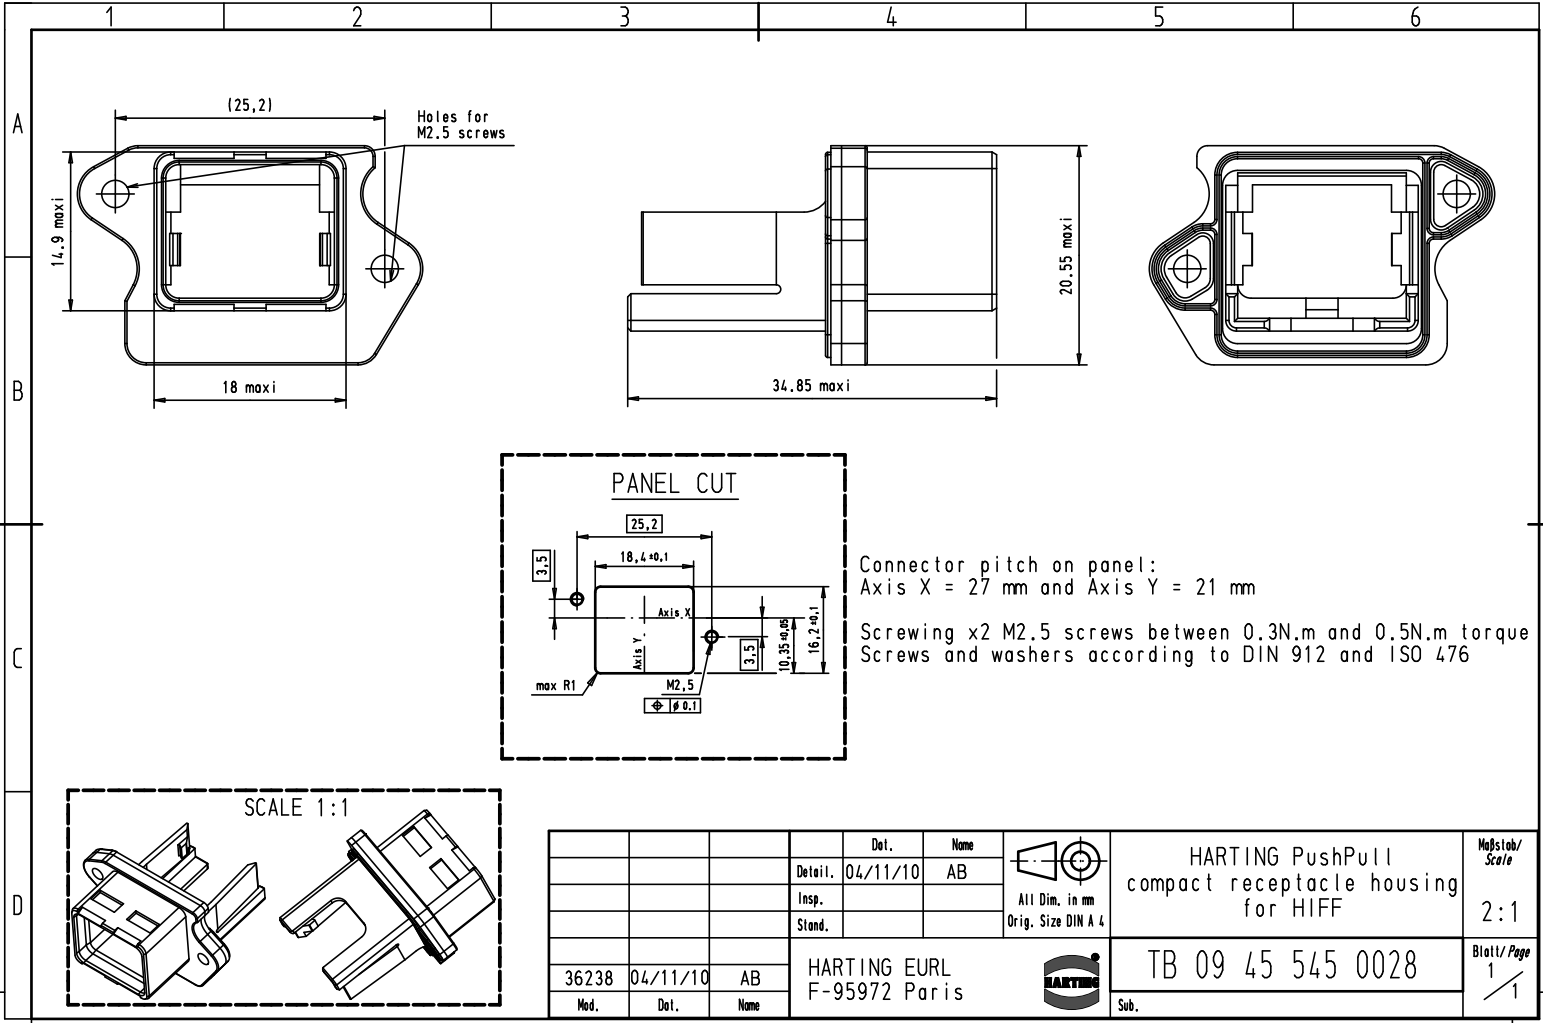 1 2 3 4 5 6
A
B
C
D
(25,2)
Holes for
M2.5 screws
14.9 maxi
18 maxi
20.55 maxi
34.85 maxi
PANEL CUT
25,2
18,4 ±0,1
3,5
Axis X
Axis Y
3,5
10,35 ±0,05
16,2 ±0,1
max R1
M2,5
⌖ ø 0.1
Connector pitch on panel:
Axis X = 27 mm and Axis Y = 21 mm
Screwing x2 M2.5 screws between 0.3N.m and 0.5N.m torque
Screws and washers according to DIN 912 and ISO 476
SCALE 1:1
Dat. Name
Detail. 04/11/10 AB
Insp.
Stand.
36238 04/11/10 AB
Mod. Dat. Name
All Dim. in mm
Orig. Size DIN A 4
HARTING EURL
F-95972 Paris
HARTING
HARTING PushPull
compact receptacle housing
for HIFF
TB 09 45 545 0028
Sub.
Maßstab/
Scale
2:1
Blatt/Page
1/1